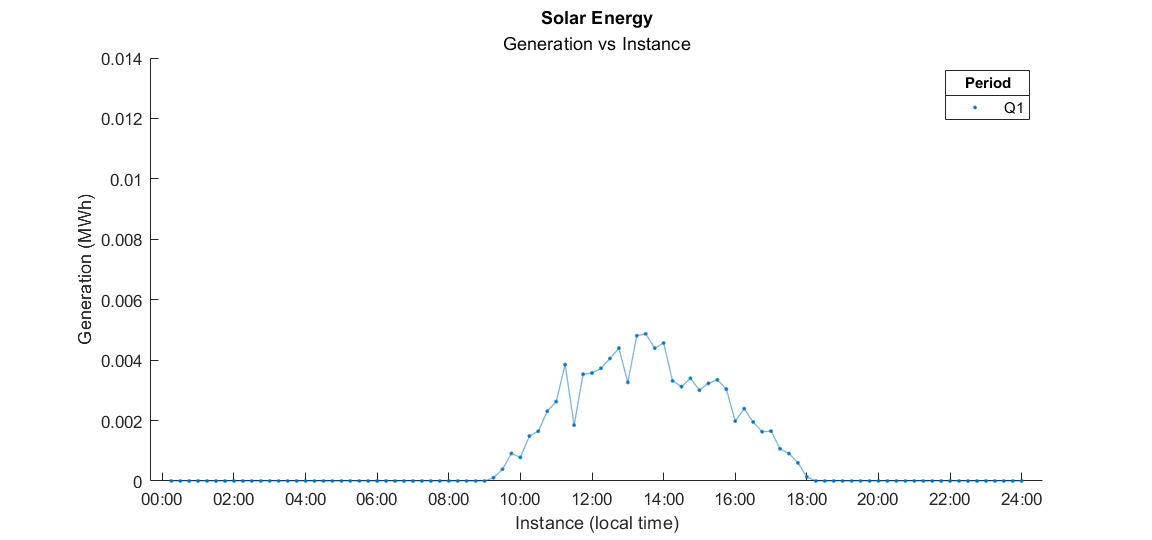 Solar Energy
Generation vs Instance
Period
Q1
Generation (MWh)
0.014
0.012
0.01
0.008
0.006
0.004
0.002
0
00:00 02:00 04:00 06:00 08:00 10:00 12:00 14:00 16:00 18:00 20:00 22:00 24:00
Instance (local time)